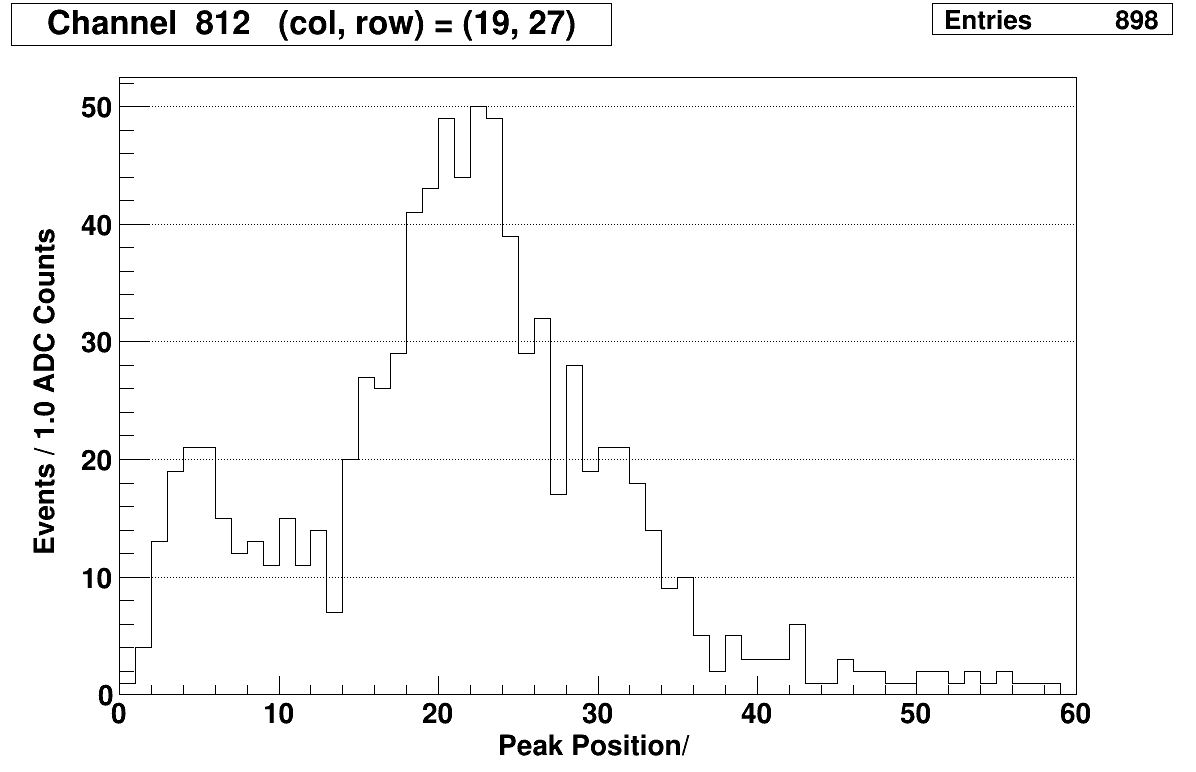 Channel 812 (col, row) = (19, 27)
Entries 898
50
40
30
20
10
0
Events / 1.0 ADC Counts
0 10 20 30 40 50 60
Peak Position/